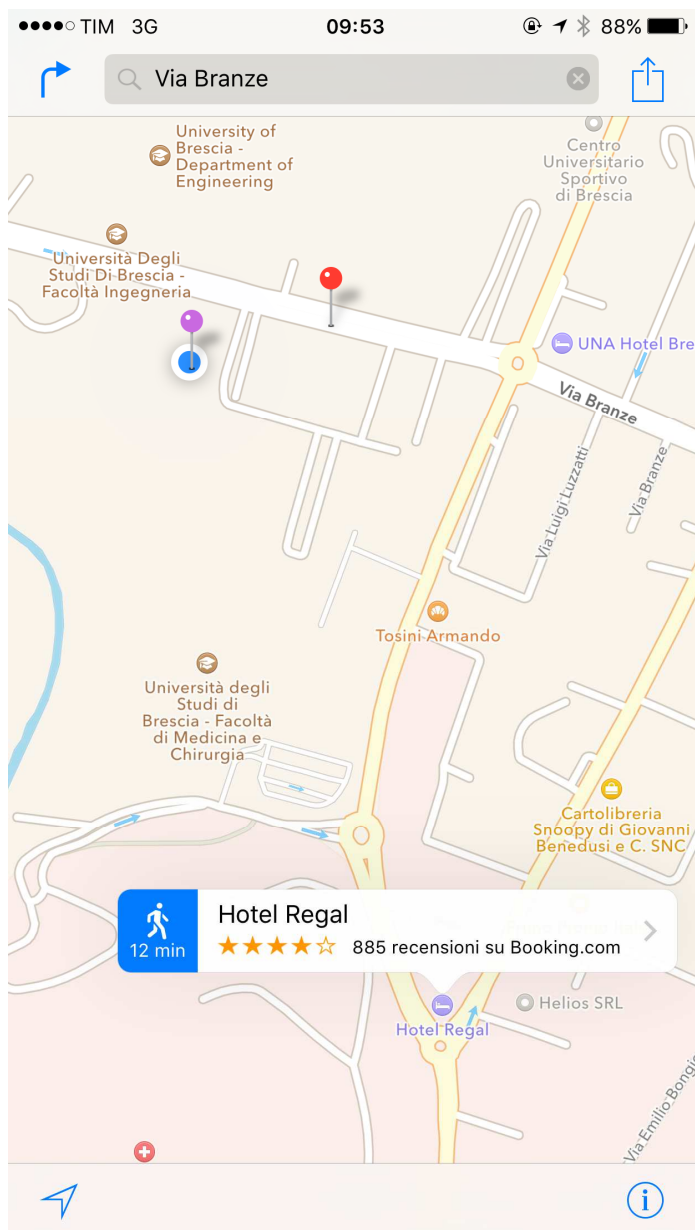 TIM 3G 09:53 88%
Via Branze
University of
Brescia -
Department of
Engineering
Centro
Universitario
Sportivo
di Brescia
Università Degli
Studi Di Brescia -
Facoltà Ingegneria
UNA Hotel Bre
Via Branze
Via Luigi Luzzatti
Via Branze
Tosini Armando
Università degli
Studi di
Brescia - Facoltà
di Medicina e
Chirurgia
Cartolibreria
Snoopy di Giovanni
Benedusi e C. SNC
12 min
Hotel Regal
885 recensioni su Booking.com
Helios SRL
Hotel Regal
Via Emilio Bongio